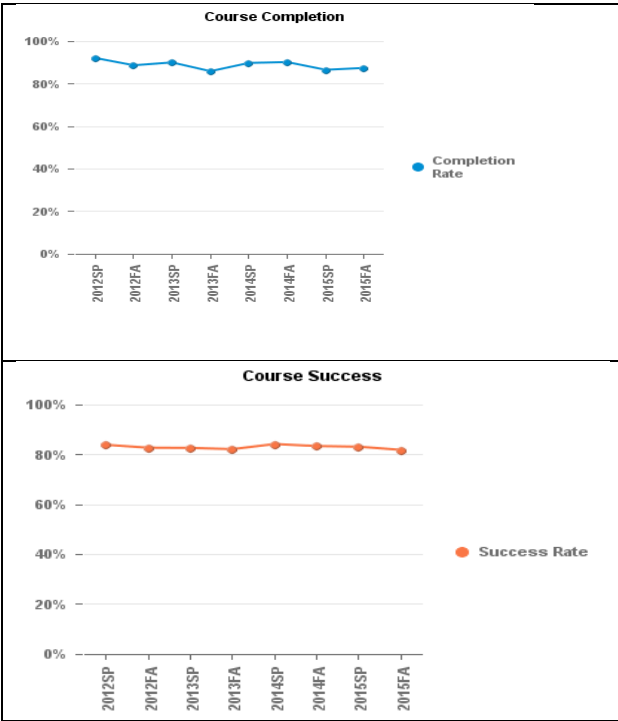 Course Completion
100%
80%
60%
40%
20%
0%
Completion
Rate
2012SP
2012FA
2013SP
2013FA
2014SP
2014FA
2015SP
2015FA
Course Success
100%
80%
60%
40%
20%
0%
Success Rate
2012SP
2012FA
2013SP
2013FA
2014SP
2014FA
2015SP
2015FA